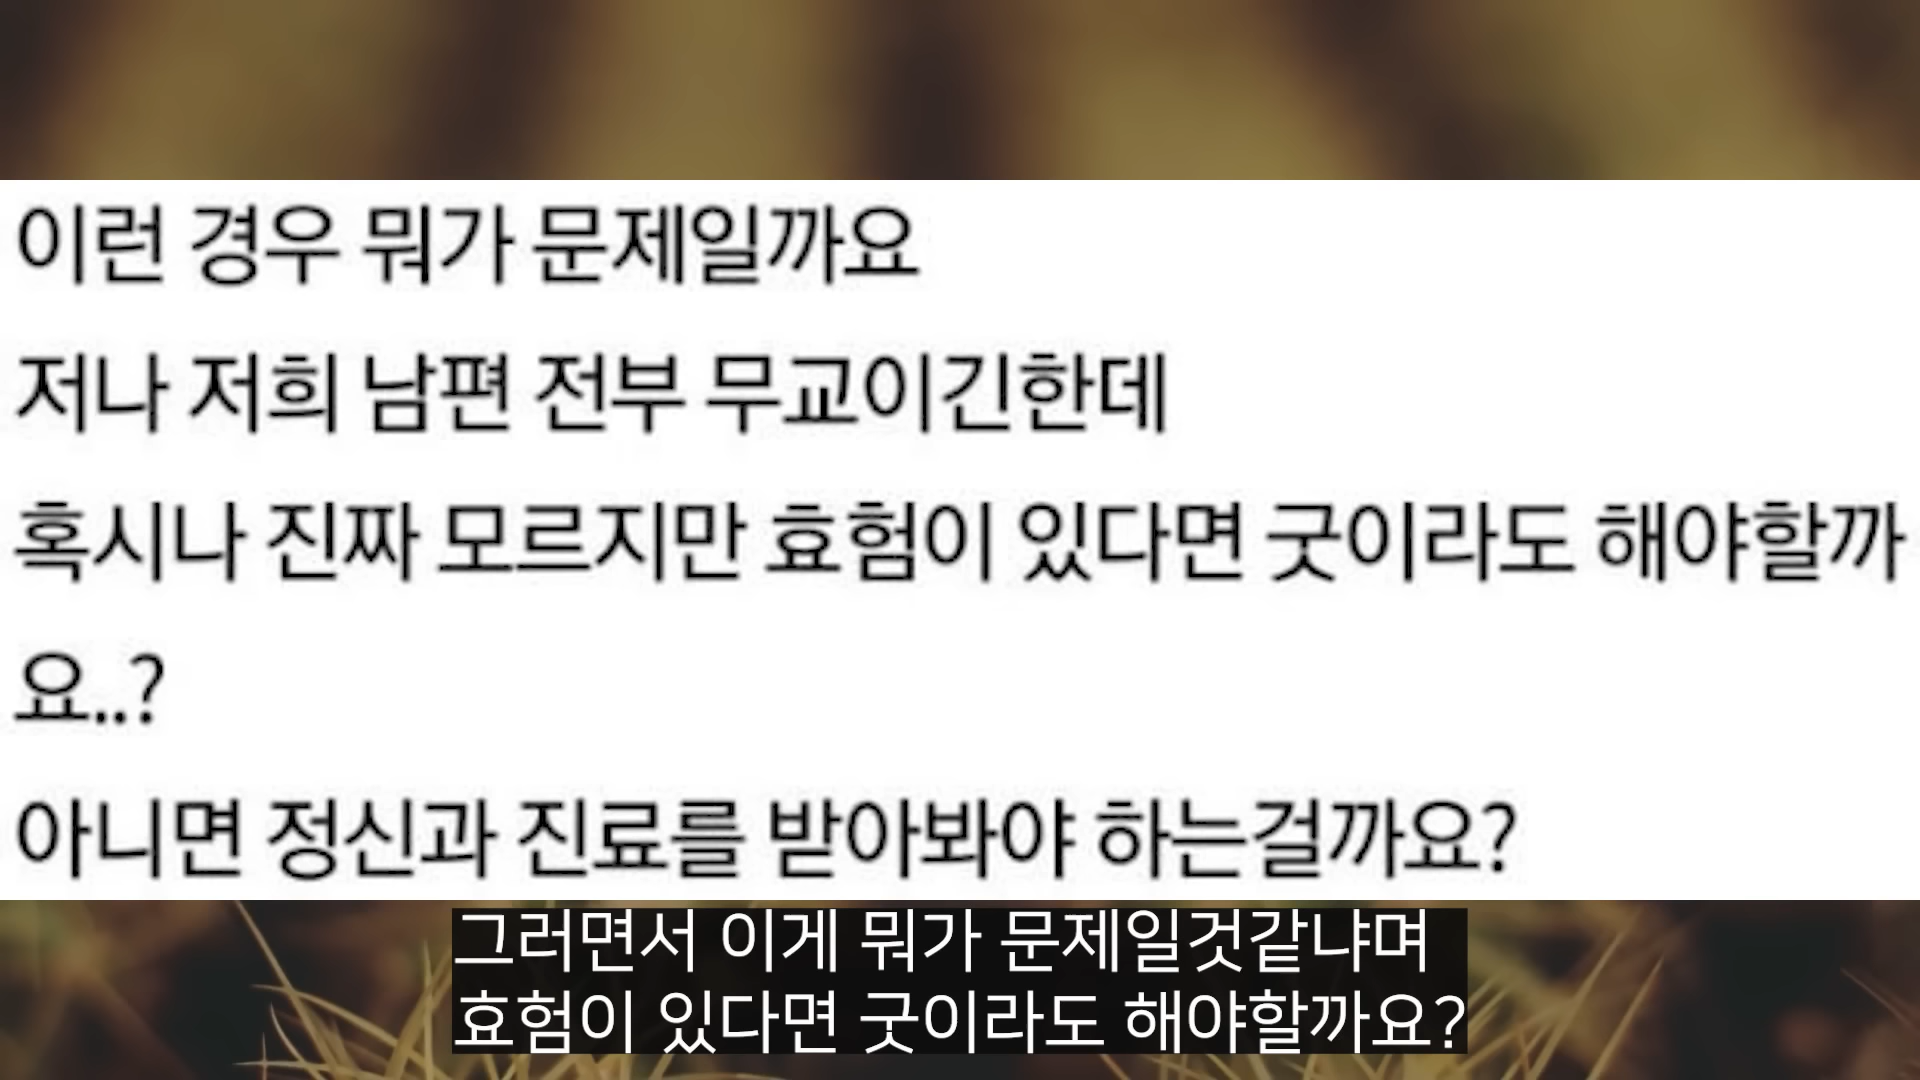 이런 경우 뭐가 문제일까요
저나 저희 남편 전부 무교이긴한데
혹시나 진짜 모르지만 효험이 있다면 굿이라도 해야할까
요..?
아니면 정신과 진료를 받아봐야 하는걸까요?
그러면서 이게 뭐가 문제일것같냐며
효험이 있다면 굿이라도 해야할까요?